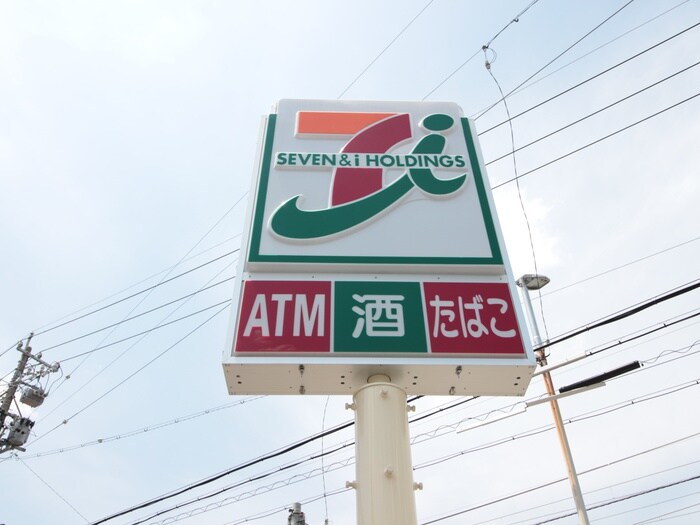 SEVEN & i HOLDINGS
ATM 酒 たばこ